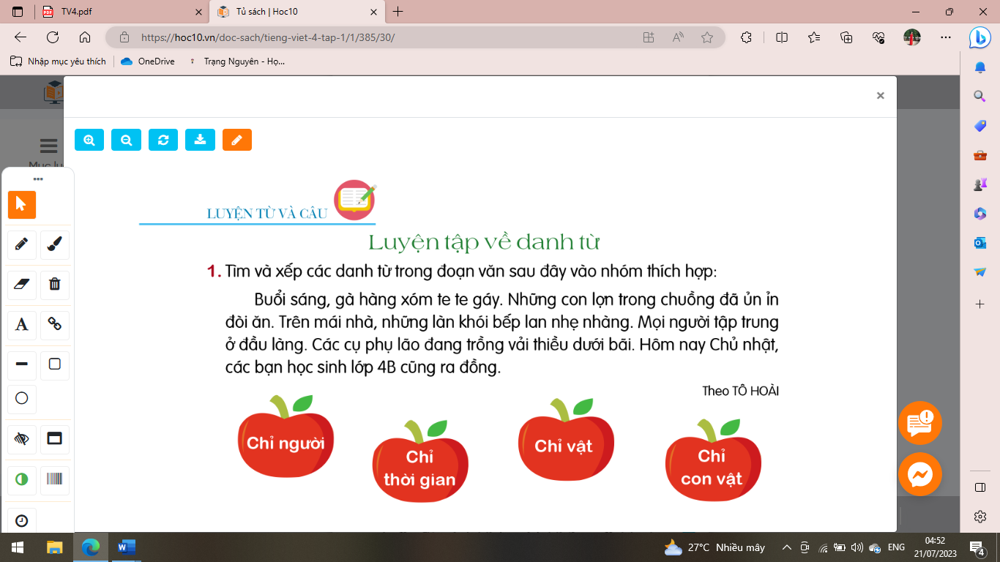 TV4.pdf
Tủ sách | Hoc10
https://hoc10.vn/doc-sach/tieng-viet-4-tap-1/1/385/30/
Nhập mục yêu thích
OneDrive
Trạng Nguyên - Họ...
×
LUYỆN TỪ VÀ CÂU
Luyện tập về danh từ
1. Tìm và xếp các danh từ trong đoạn văn sau đây vào nhóm thích hợp:
Buổi sáng, gà hàng xóm te te gáy. Những con lợn trong chuồng đã ủn ỉn
đòi ăn. Trên mái nhà, những làn khói bếp lan nhẹ nhàng. Mọi người tập trung
ở đầu làng. Các cụ phụ lão đang trồng vải thiều dưới bãi. Hôm nay Chủ nhật,
các bạn học sinh lớp 4B cũng ra đồng.
Theo TÔ HOÀI
Chỉ người
Chỉ
thời gian
Chỉ vật
Chỉ
con vật
A
27°C Nhiều mây
ENG
04:52
21/07/2023
4